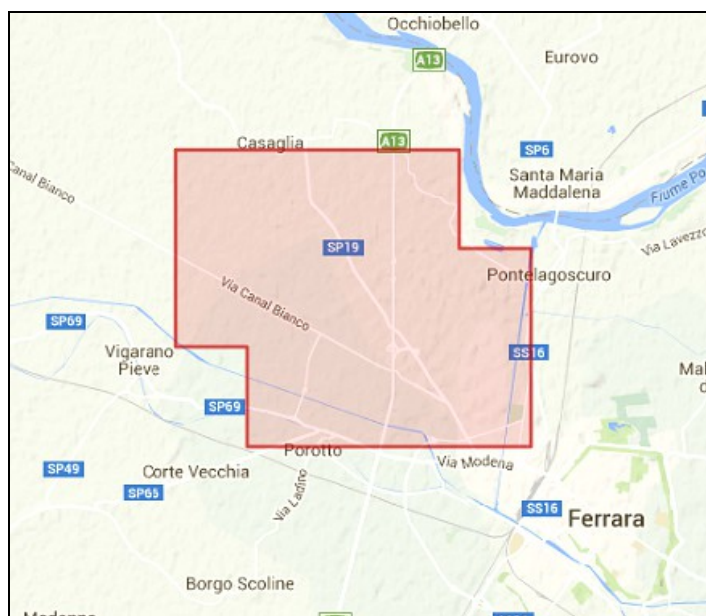 Occhiobello
A13
Eurovo
Casaglia
A13
SP6
Santa Maria
Maddalena
Canal Bianco
Fiume Po
SP19
Via Lavezzo
Pontelagoscuro
Via Canal Bianco
SP69
Vigarano
Pieve
SS16
SP69
Porotto
Via Modena
SP49
Corte Vecchia
SP65
Via Ladino
SS16
Ferrara
Borgo Scoline